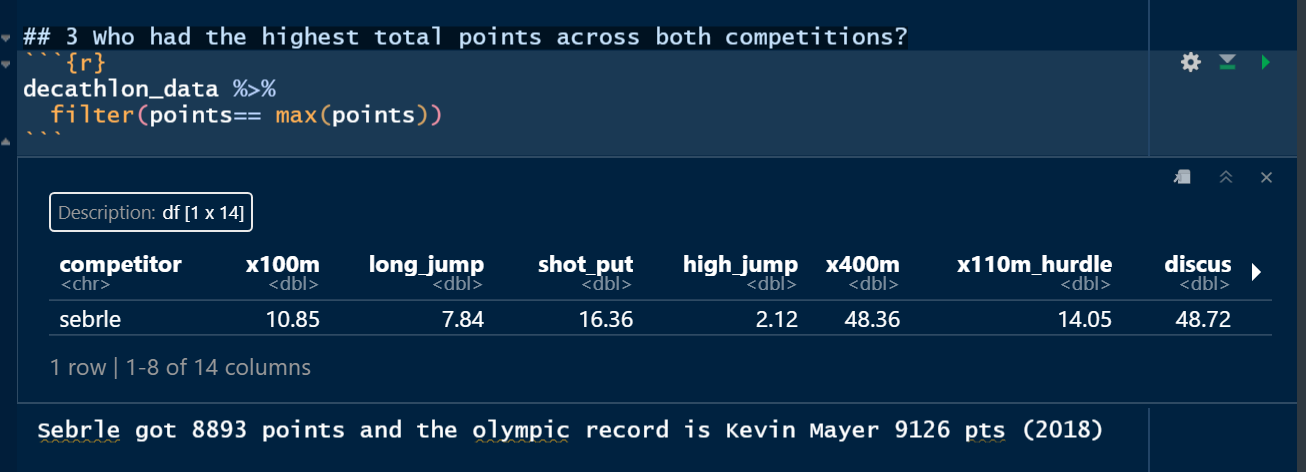 ## 3 Who had the highest total points across both competitions?
```{r}
decathlon_data %>%
  filter(points== max(points))
```
Description: df [1 x 14]
competitor x100m long_jump shot_put high_jump x400m x110m_hurdle discus
<chr> <dbl> <dbl> <dbl> <dbl> <dbl> <dbl> <dbl>
sebrle 10.85 7.84 16.36 2.12 48.36 14.05 48.72
1 row | 1-8 of 14 columns
Sebrle got 8893 points and the olympic record is Kevin Mayer 9126 pts (2018)